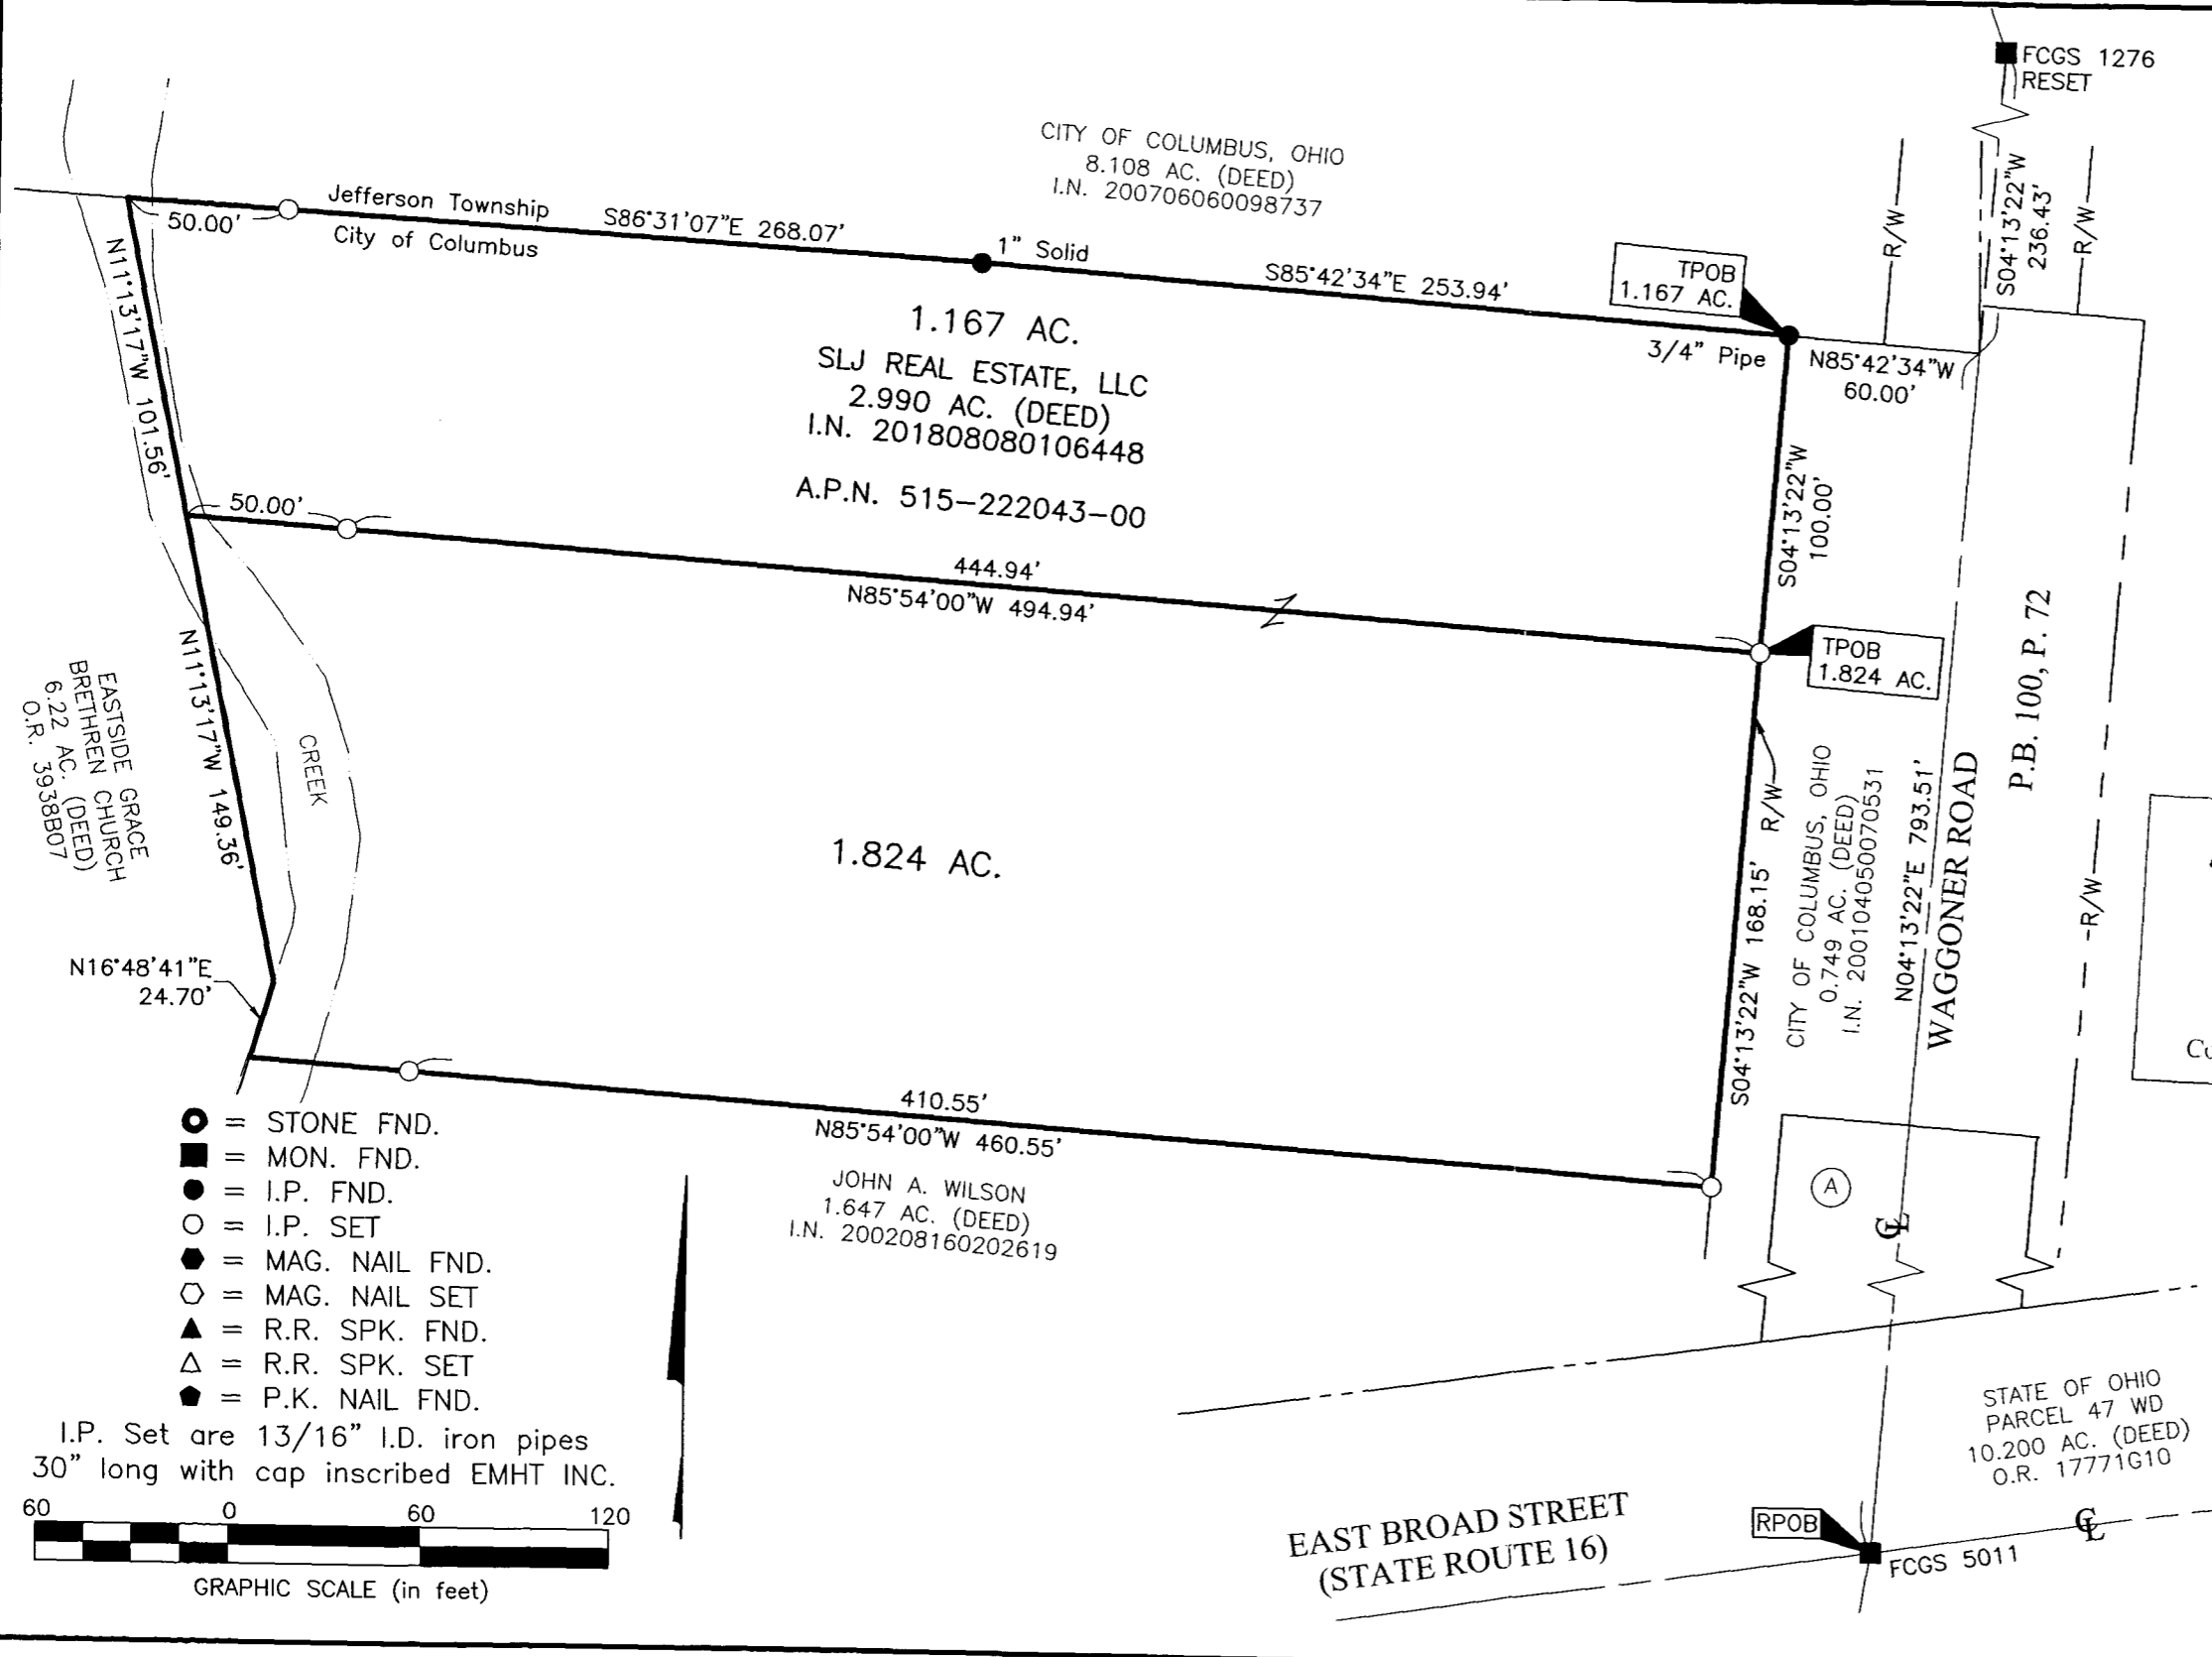 FCGS 1276
RESET
CITY OF COLUMBUS, OHIO
8.108 AC. (DEED)
I.N. 200706060098737
S04°13'22"W
236.43'
R/W
R/W
Jefferson Township
City of Columbus
50.00'
S86°31'07"E 268.07'
1" Solid
S85°42'34"E 253.94'
TPOB
1.167 AC.
3/4" Pipe
N85°42'34"W
60.00'
N11°13'17"W 101.56'
1.167 AC.
SLJ REAL ESTATE, LLC
2.990 AC. (DEED)
I.N. 201808080106448
A.P.N. 515-222043-00
S04°13'22"W
100.00'
50.00'
444.94'
N85°54'00"W 494.94'
Z
TPOB
1.824 AC.
P.B. 100, P. 72
EASTSIDE GRACE
BRETHREN CHURCH
6.22 AC. (DEED)
O.R. 3938B07
N11°13'17"W 149.36'
CREEK
1.824 AC.
R/W
S04°13'22"W 168.15'
CITY OF COLUMBUS, OHIO
0.749 AC. (DEED)
I.N. 200104050070531
N04°13'22"E 793.51'
WAGGONER ROAD
R/W
N16°48'41"E
24.70'
410.55'
N85°54'00"W 460.55'
JOHN A. WILSON
1.647 AC. (DEED)
I.N. 200208160202619
A
CL
= STONE FND.
= MON. FND.
= I.P. FND.
= I.P. SET
= MAG. NAIL FND.
= MAG. NAIL SET
= R.R. SPK. FND.
= R.R. SPK. SET
= P.K. NAIL FND.
I.P. Set are 13/16" I.D. iron pipes
30" long with cap inscribed EMHT INC.
60 0 60 120
GRAPHIC SCALE (in feet)
STATE OF OHIO
PARCEL 47 WD
10.200 AC. (DEED)
O.R. 17771G10
EAST BROAD STREET
(STATE ROUTE 16)
RPOB
CL
FCGS 5011